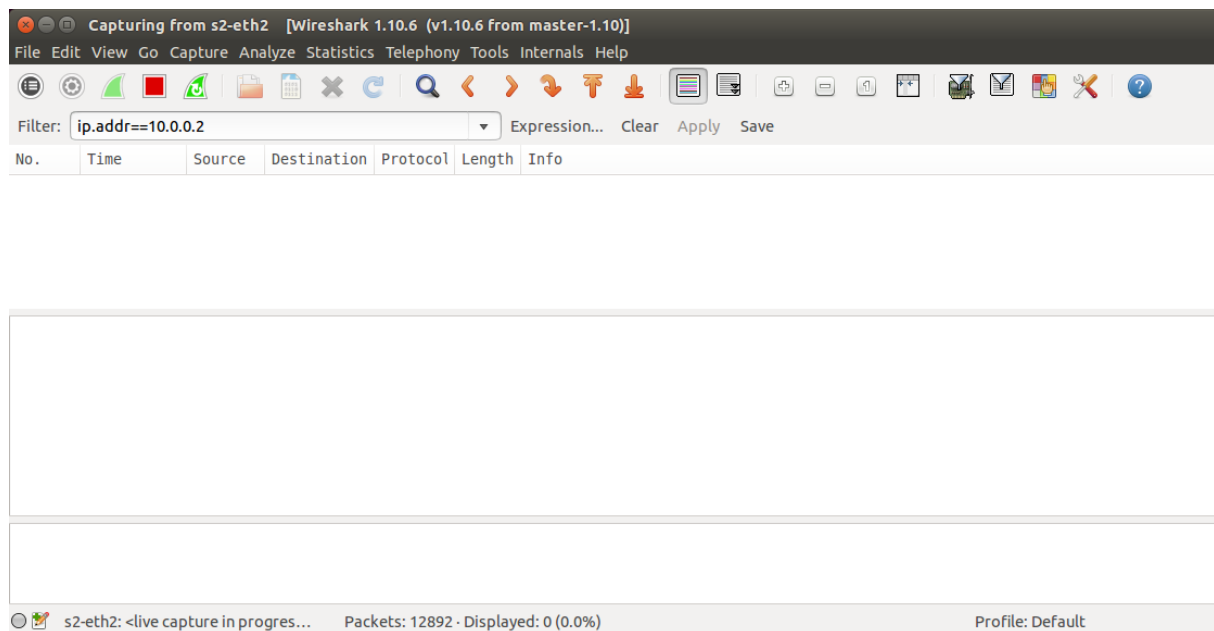 Capturing from s2-eth2 [Wireshark 1.10.6 (v1.10.6 from master-1.10)]
File Edit View Go Capture Analyze Statistics Telephony Tools Internals Help
Filter: ip.addr==10.0.0.2 Expression... Clear Apply Save
No. Time Source Destination Protocol Length Info
s2-eth2: <live capture in progres... Packets: 12892 · Displayed: 0 (0.0%) Profile: Default